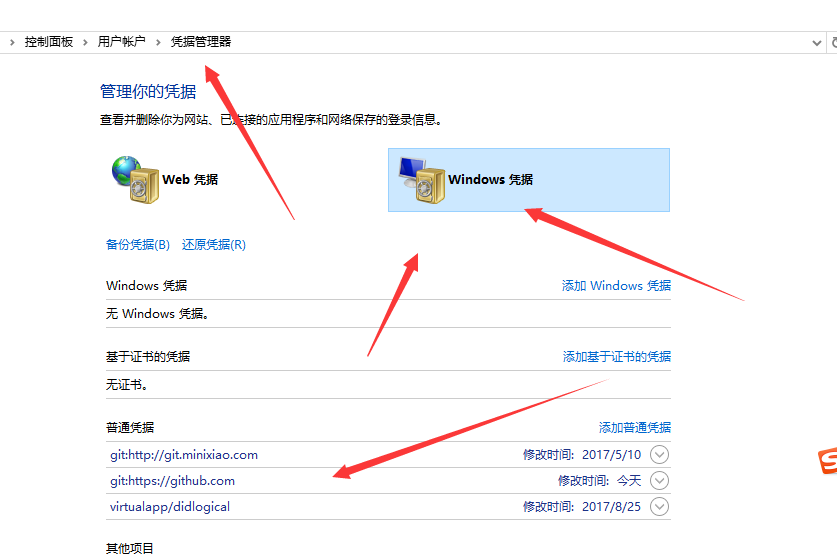 控制面板 › 用户帐户 › 凭据管理器
管理你的凭据
查看并删除你为网站、已连接的应用程序和网络保存的登录信息。
Web 凭据 Windows 凭据
备份凭据(B) 还原凭据(R)
Windows 凭据 添加 Windows 凭据
无 Windows 凭据。
基于证书的凭据 添加基于证书的凭据
无证书。
普通凭据 添加普通凭据
git:http://git.minixiao.com 修改时间: 2017/5/10
git:https://github.com 修改时间: 今天
virtualapp/didlogical 修改时间: 2017/8/25
其他项目